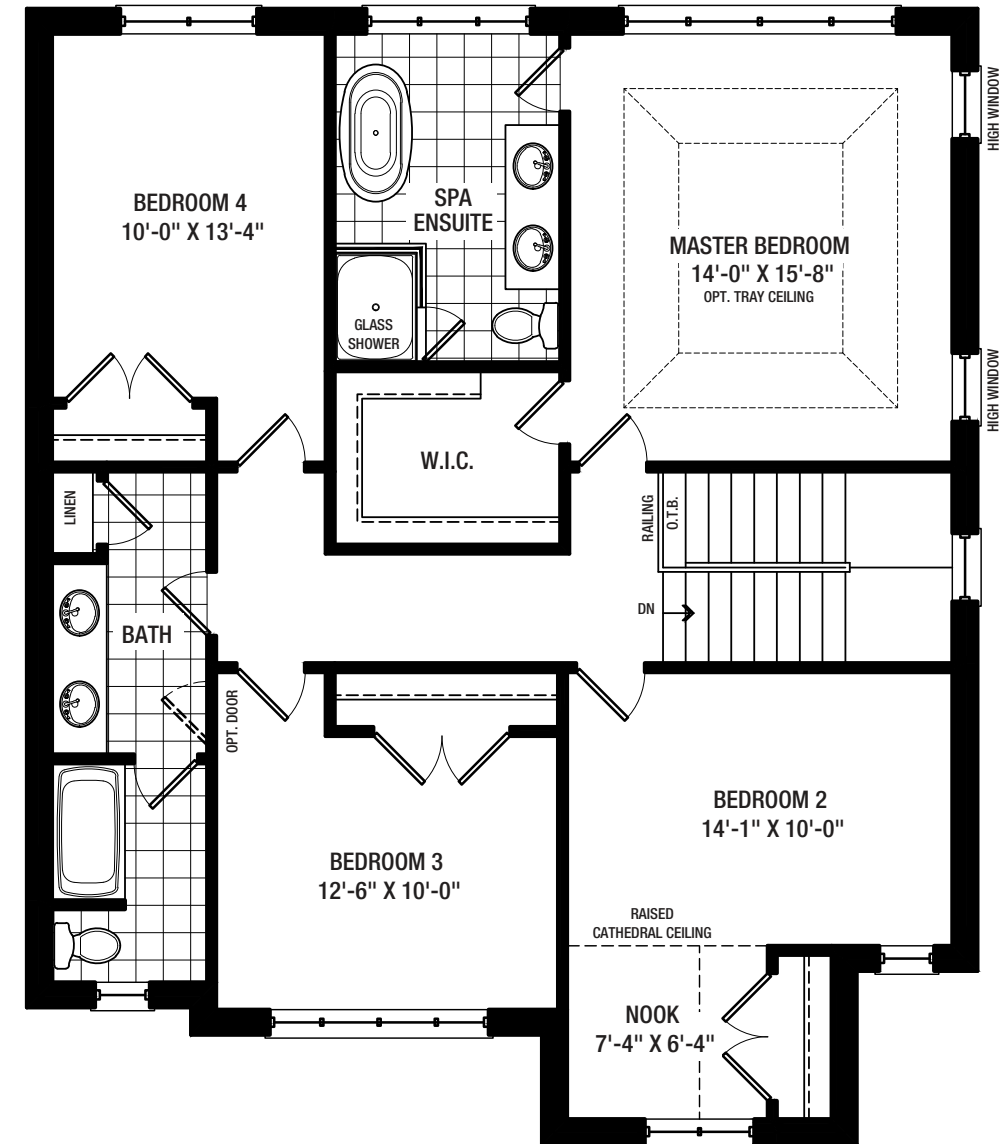 HIGH WINDOW
BEDROOM 4
10'-0" X 13'-4"
SPA
ENSUITE
MASTER BEDROOM
14'-0" X 15'-8"
OPT. TRAY CEILING
GLASS
SHOWER
HIGH WINDOW
W.I.C.
LINEN
RAILING
O.T.B.
DN
BATH
OPT. DOOR
BEDROOM 2
14'-1" X 10'-0"
BEDROOM 3
12'-6" X 10'-0"
RAISED
CATHEDRAL CEILING
NOOK
7'-4" X 6'-4"